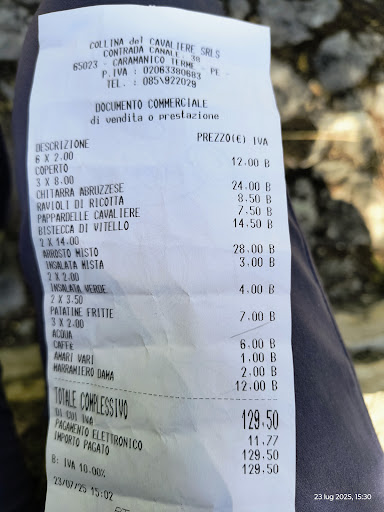 COLLINA del CAVALIERE SRLS
CONTRADA CANALE, 38
65023 - CARAMANICO TERME - PE -
P.IVA : 02063380683
TEL. : 085\922029
DOCUMENTO COMMERCIALE
di vendita o prestazione
DESCRIZIONE PREZZO(€) IVA
6 X 2.00
COPERTO 12.00 B
3 X 8.00
CHITARRA ABRUZZESE 24.00 B
RAVIOLI DI RICOTTA 8.50 B
PAPPARDELLE CAVALIERE 7.50 B
BISTECCA DI VITELLO 14.50 B
2 X 14.00
ARROSTO MISTO 28.00 B
INSALATA MISTA 3.00 B
2 X 2.00
INSALATA VERDE 4.00 B
2 X 3.50
PATATINE FRITTE 7.00 B
3 X 2.00
ACQUA 6.00 B
CAFFE' 1.00 B
AMARI VARI 2.00 B
MARRAMIERO DAMA 12.00 B
TOTALE COMPLESSIVO 129.50
DI CUI IVA 11.77
PAGAMENTO ELETTRONICO 129.50
IMPORTO PAGATO 129.50
B: IVA 10.00%
23/07/25 15:02
23 lug 2025, 15:30